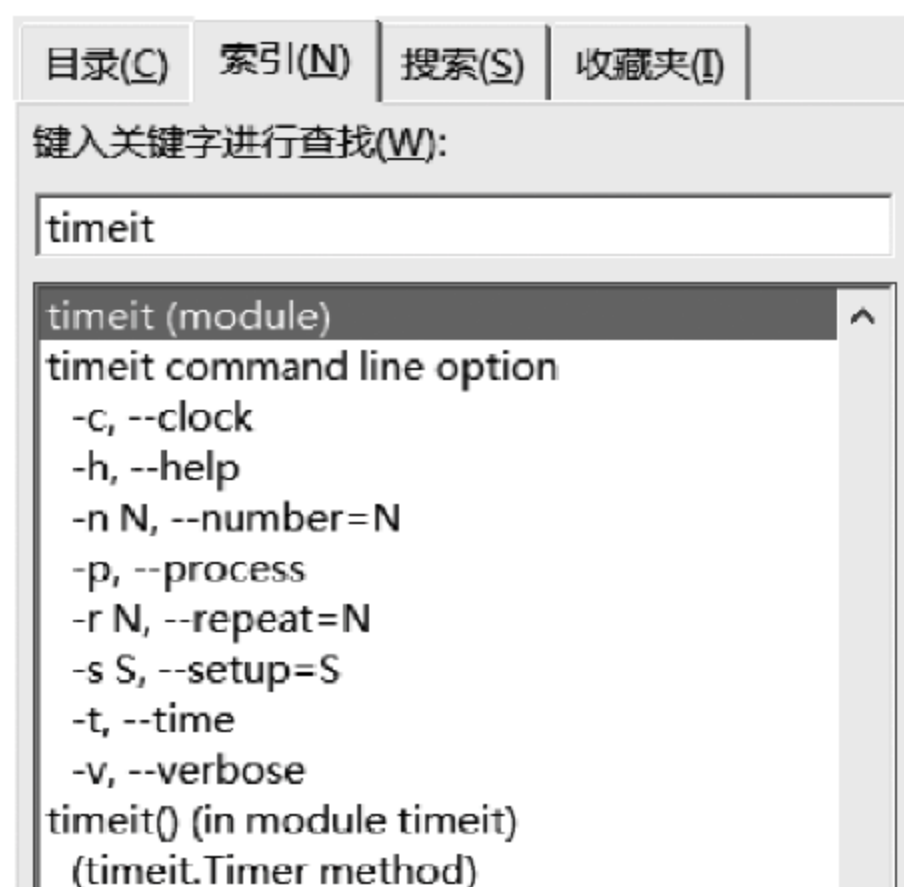 目录(C) 索引(N) 搜索(S) 收藏夹(I)
键入关键字进行查找(W):
timeit
timeit (module)
timeit command line option
-c, --clock
-h, --help
-n N, --number=N
-p, --process
-r N, --repeat=N
-s S, --setup=S
-t, --time
-v, --verbose
timeit() (in module timeit)
(timeit.Timer method)